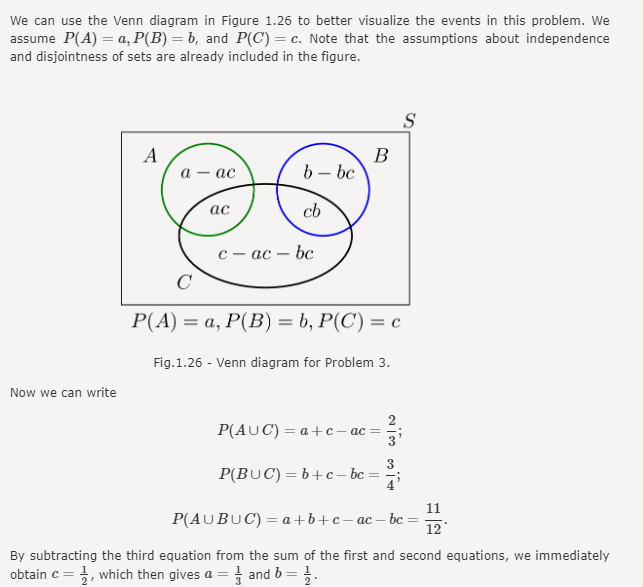 We can use the Venn diagram in Figure 1.26 to better visualize the events in this problem. We
assume P(A) = a, P(B) = b, and P(C) = c. Note that the assumptions about independence
and disjointness of sets are already included in the figure.
S
A
B
a − ac
b − bc
ac
cb
c − ac − bc
C
P(A) = a, P(B) = b, P(C) = c
Fig.1.26 - Venn diagram for Problem 3.
Now we can write
P(A ∪ C) = a + c − ac = 2/3;
P(B ∪ C) = b + c − bc = 3/4;
P(A ∪ B ∪ C) = a + b + c − ac − bc = 11/12.
By subtracting the third equation from the sum of the first and second equations, we immediately
obtain c = 1/2, which then gives a = 1/3 and b = 1/2.